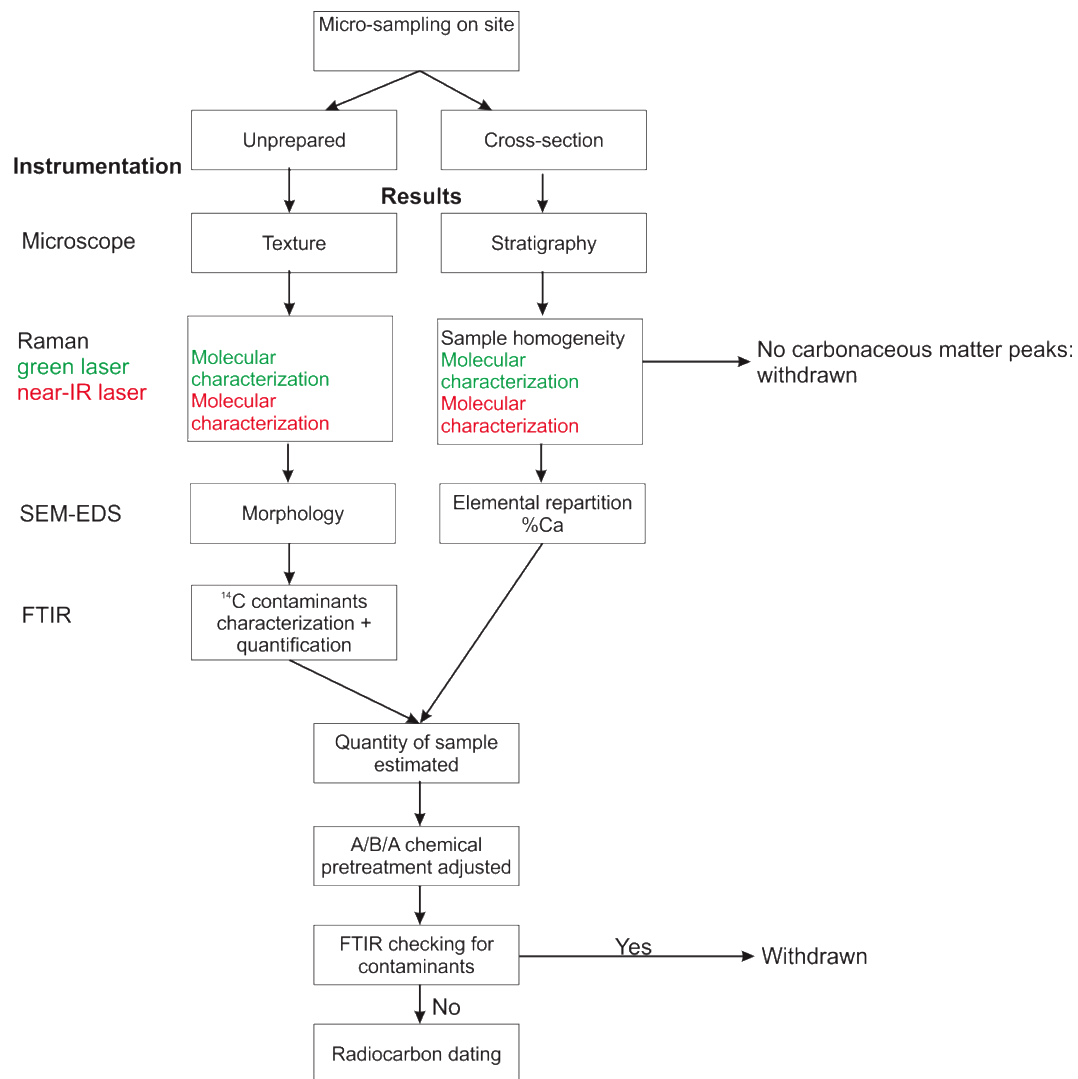 Micro-sampling on site
Unprepared
Cross-section
Instrumentation
Results
Microscope
Texture
Stratigraphy
Raman
green laser
near-IR laser
Molecular
characterization
Molecular
characterization
Sample homogeneity
Molecular
characterization
Molecular
characterization
No carbonaceous matter peaks:
withdrawn
SEM-EDS
Morphology
Elemental repartition
%Ca
FTIR
¹⁴C contaminants
characterization +
quantification
Quantity of sample
estimated
A/B/A chemical
pretreatment adjusted
FTIR checking for
contaminants
Yes
Withdrawn
No
Radiocarbon dating